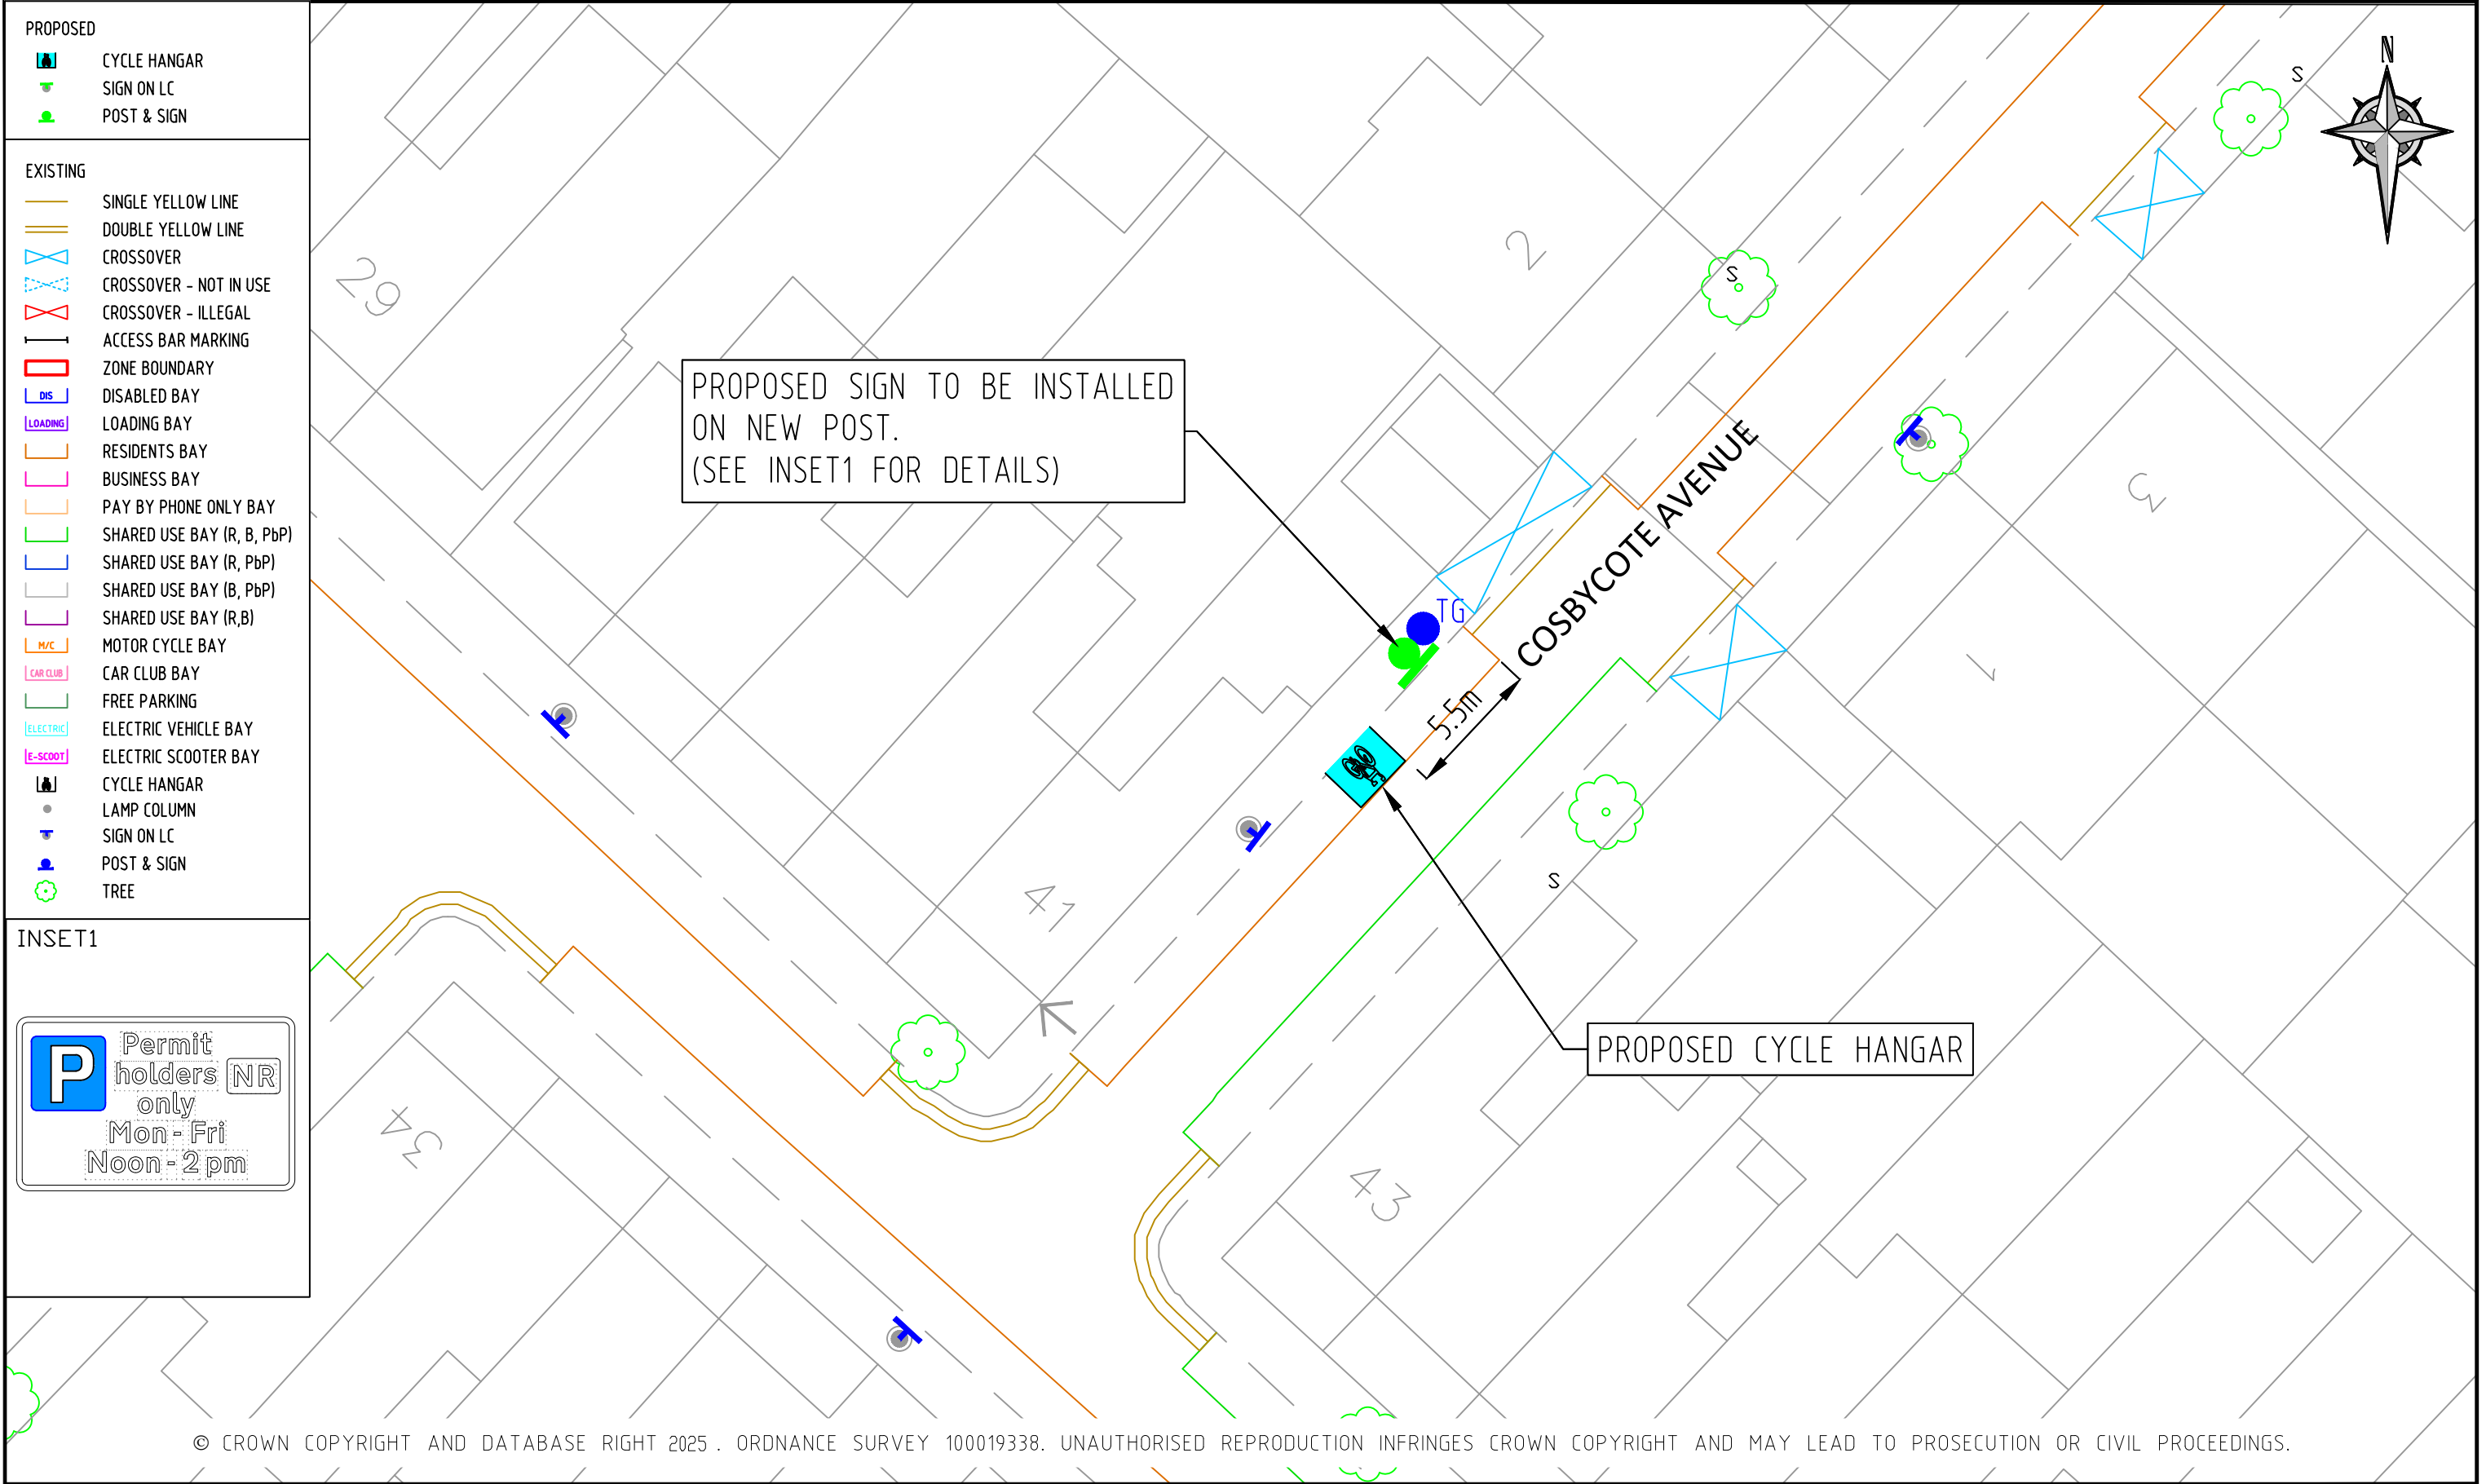 PROPOSED
CYCLE HANGAR
SIGN ON LC
POST & SIGN
EXISTING
SINGLE YELLOW LINE
DOUBLE YELLOW LINE
CROSSOVER
CROSSOVER - NOT IN USE
CROSSOVER - ILLEGAL
ACCESS BAR MARKING
ZONE BOUNDARY
DIS DISABLED BAY
LOADING LOADING BAY
RESIDENTS BAY
BUSINESS BAY
PAY BY PHONE ONLY BAY
SHARED USE BAY (R, B, PbP)
SHARED USE BAY (R, PbP)
SHARED USE BAY (B, PbP)
SHARED USE BAY (R,B)
M/C MOTOR CYCLE BAY
CAR CLUB CAR CLUB BAY
FREE PARKING
ELECTRIC ELECTRIC VEHICLE BAY
E-SCOOT ELECTRIC SCOOTER BAY
CYCLE HANGAR
LAMP COLUMN
SIGN ON LC
POST & SIGN
TREE
INSET1
P
Permit
holders NR
only
Mon - Fri
Noon - 2 pm
N
S
29
2
S
PROPOSED SIGN TO BE INSTALLED
ON NEW POST.
(SEE INSET1 FOR DETAILS)
COSBYCOTE AVENUE
3
TG
1
5.5m
41
S
PROPOSED CYCLE HANGAR
34
43
© CROWN COPYRIGHT AND DATABASE RIGHT 2025 . ORDNANCE SURVEY 100019338. UNAUTHORISED REPRODUCTION INFRINGES CROWN COPYRIGHT AND MAY LEAD TO PROSECUTION OR CIVIL PROCEEDINGS.